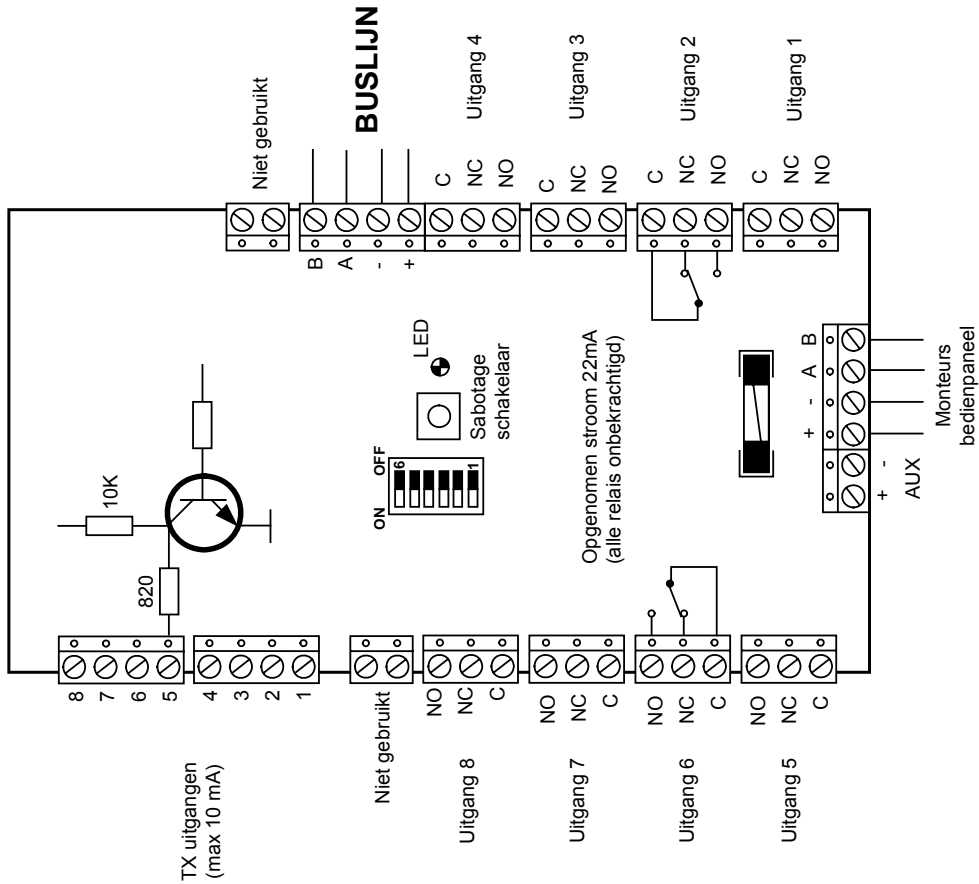 Niet gebruikt
B
A
-
+
BUSLIJN
B
A
-
+
C
NC
NO
Uitgang 4
C
NC
NO
Uitgang 3
C
NC
NO
Uitgang 2
C
NC
NO
Uitgang 1
10K
820
LED
Sabotage
schakelaar
ON
OFF
6
1
Opgenomen stroom 22mA
(alle relais onbekrachtigd)
B
A
-
+
Monteurs
bedienpaneel
-
+
AUX
8
7
6
5
4
3
2
1
TX uitgangen
(max 10 mA)
Niet gebruikt
NO
NC
C
Uitgang 8
NO
NC
C
Uitgang 7
NO
NC
C
Uitgang 6
NO
NC
C
Uitgang 5